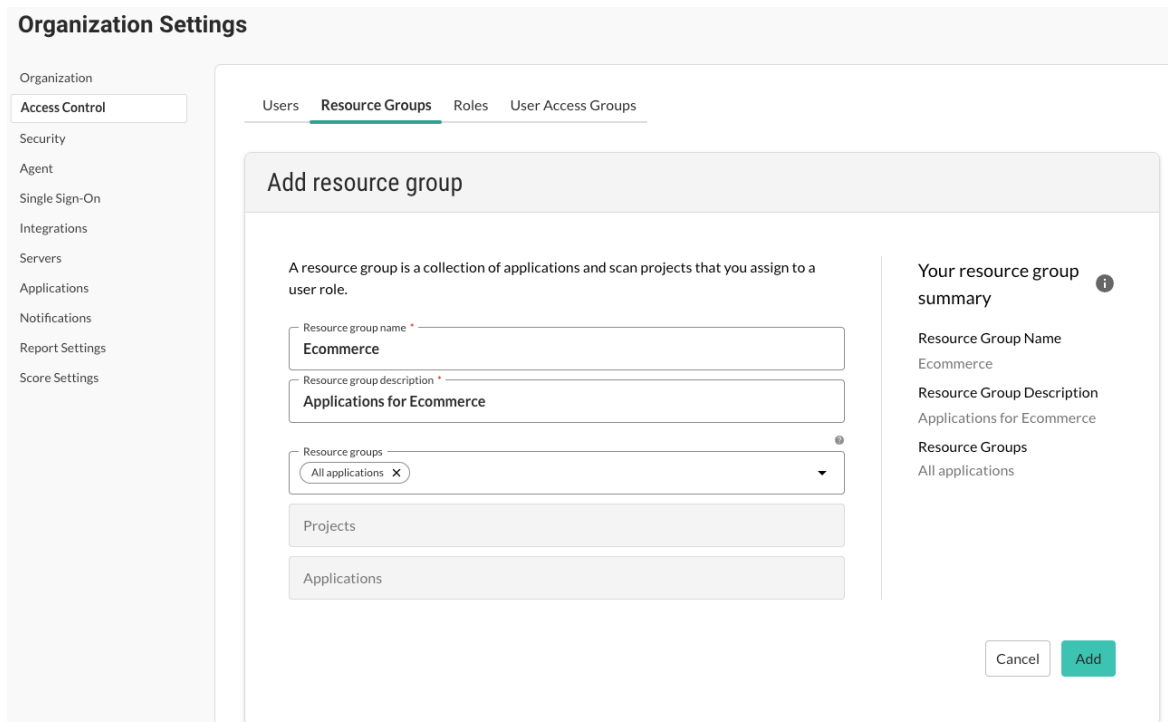 Organization Settings
Organization
Access Control
Security
Agent
Single Sign-On
Integrations
Servers
Applications
Notifications
Report Settings
Score Settings
Users Resource Groups Roles User Access Groups
Add resource group
A resource group is a collection of applications and scan projects that you assign to a
user role.
Resource group name *
Ecommerce
Resource group description *
Applications for Ecommerce
Resource groups
All applications
Projects
Applications
Your resource group
summary
Resource Group Name
Ecommerce
Resource Group Description
Applications for Ecommerce
Resource Groups
All applications
Cancel Add